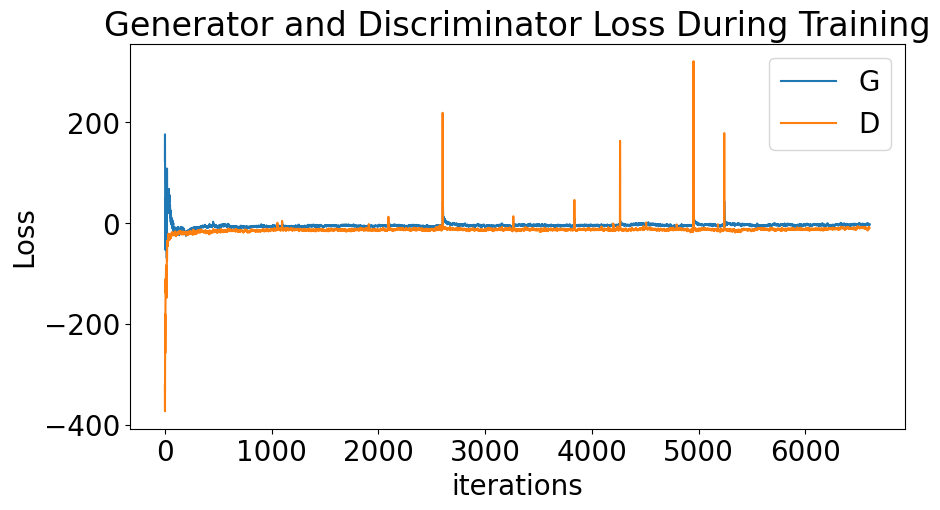 Generator and Discriminator Loss During Training
G
D
200
0
−200
−400
Loss
0 1000 2000 3000 4000 5000 6000
iterations